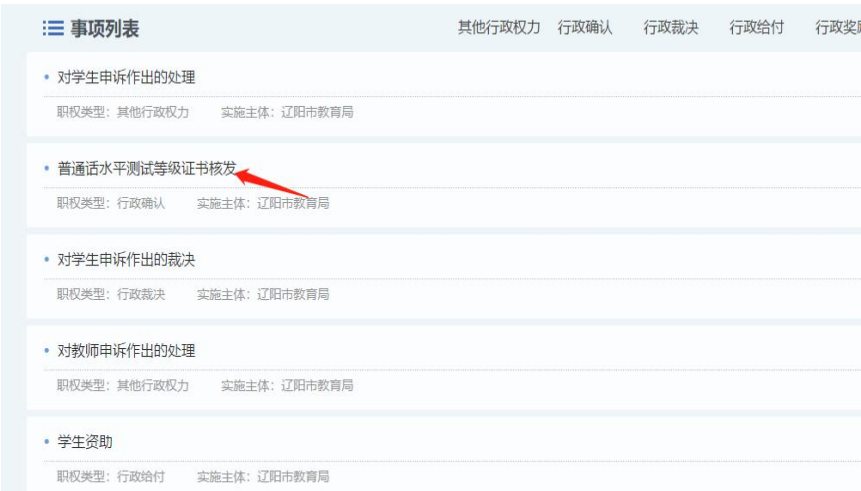 事项列表 其他行政权力 行政确认 行政裁决 行政给付 行政奖励
对学生申诉作出的处理
职权类型：其他行政权力 实施主体：辽阳市教育局
普通话水平测试等级证书核发
职权类型：行政确认 实施主体：辽阳市教育局
对学生申诉作出的裁决
职权类型：行政裁决 实施主体：辽阳市教育局
对教师申诉作出的处理
职权类型：其他行政权力 实施主体：辽阳市教育局
学生资助
职权类型：行政给付 实施主体：辽阳市教育局